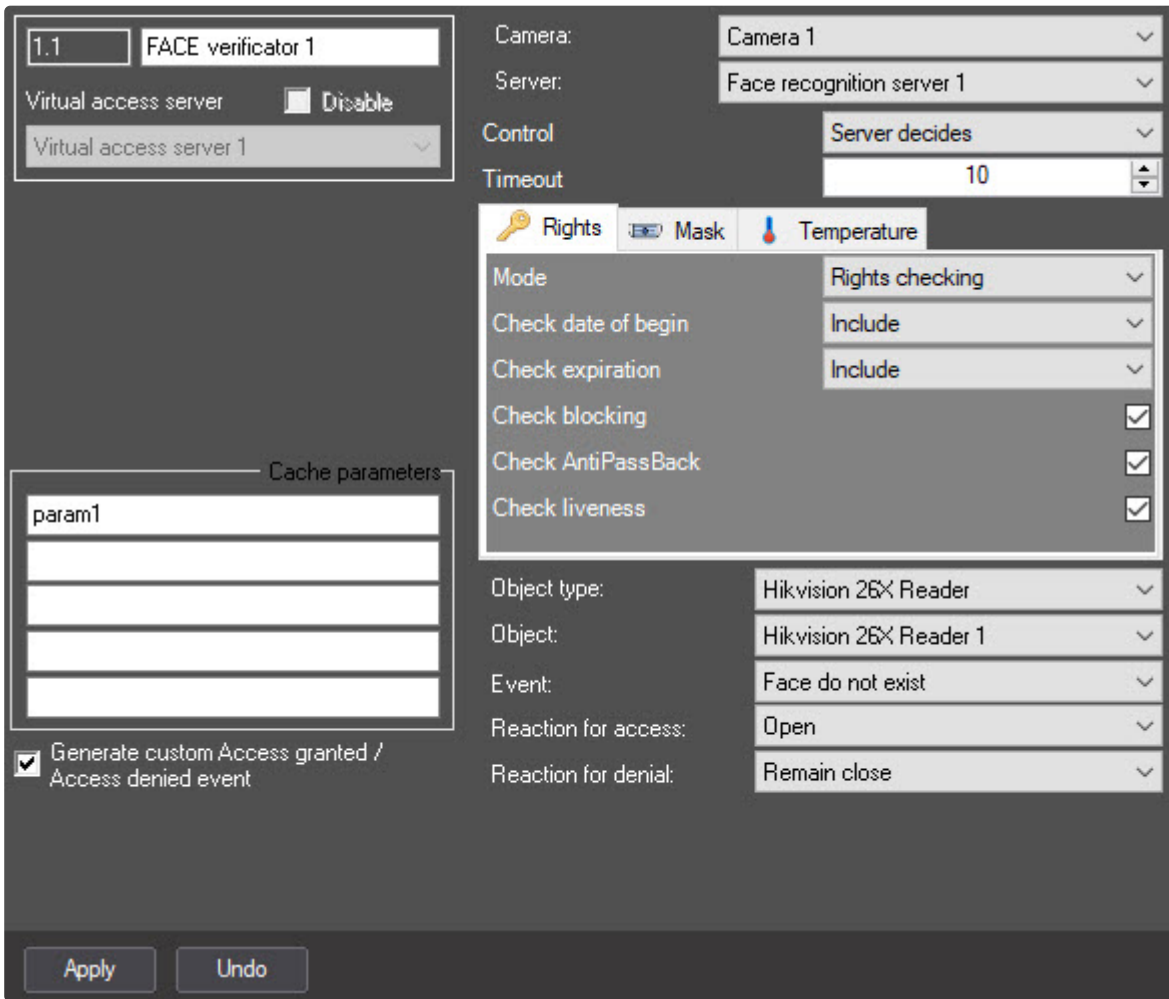 1.1 FACE verificator 1
Virtual access server Disable
Virtual access server 1
Cache parameters
param1
Generate custom Access granted /
Access denied event
Camera: Camera 1
Server: Face recognition server 1
Control Server decides
Timeout 10
Rights Mask Temperature
Mode Rights checking
Check date of begin Include
Check expiration Include
Check blocking
Check AntiPassBack
Check liveness
Object type: Hikvision 26X Reader
Object: Hikvision 26X Reader 1
Event: Face do not exist
Reaction for access: Open
Reaction for denial: Remain close
Apply Undo